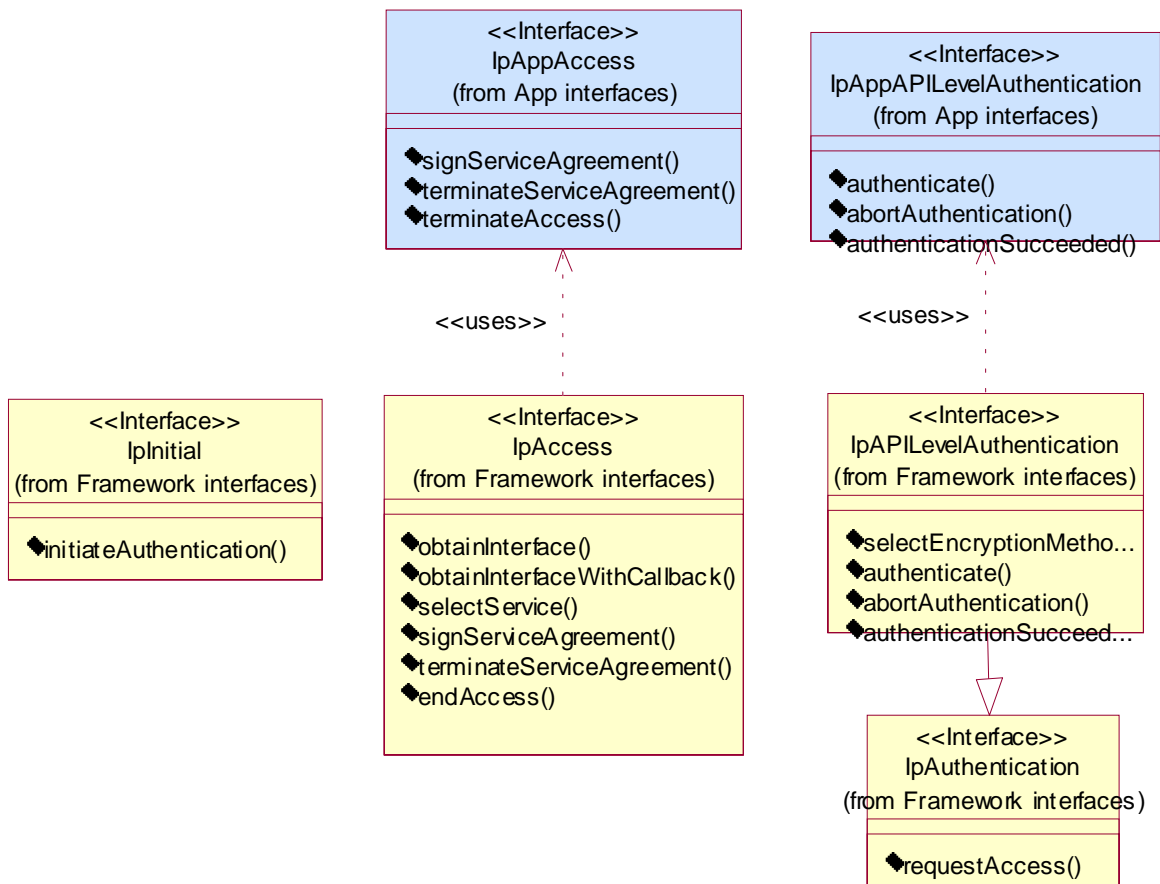 <<Interface>>
IpAppAccess
(from App interfaces)
signServiceAgreement()
terminateServiceAgreement()
terminateAccess()
<<Interface>>
IpAppAPILevelAuthentication
(from App interfaces)
authenticate()
abortAuthentication()
authenticationSucceeded()
<<uses>>
<<uses>>
<<Interface>>
IpInitial
(from Framework interfaces)
initiateAuthentication()
<<Interface>>
IpAccess
(from Framework interfaces)
obtainInterface()
obtainInterfaceWithCallback()
selectService()
signServiceAgreement()
terminateServiceAgreement()
endAccess()
<<Interface>>
IpAPILevelAuthentication
(from Framework interfaces)
selectEncryptionMetho...
authenticate()
abortAuthentication()
authenticationSucceed...
<<Interface>>
IpAuthentication
(from Framework interfaces)
requestAccess()